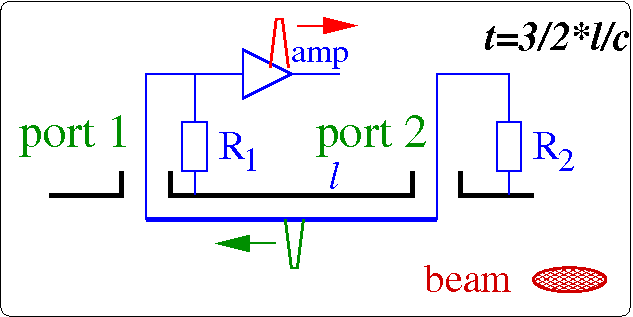 t=3/2*l/c
amp
port 1
R1
port 2
R2
l
beam